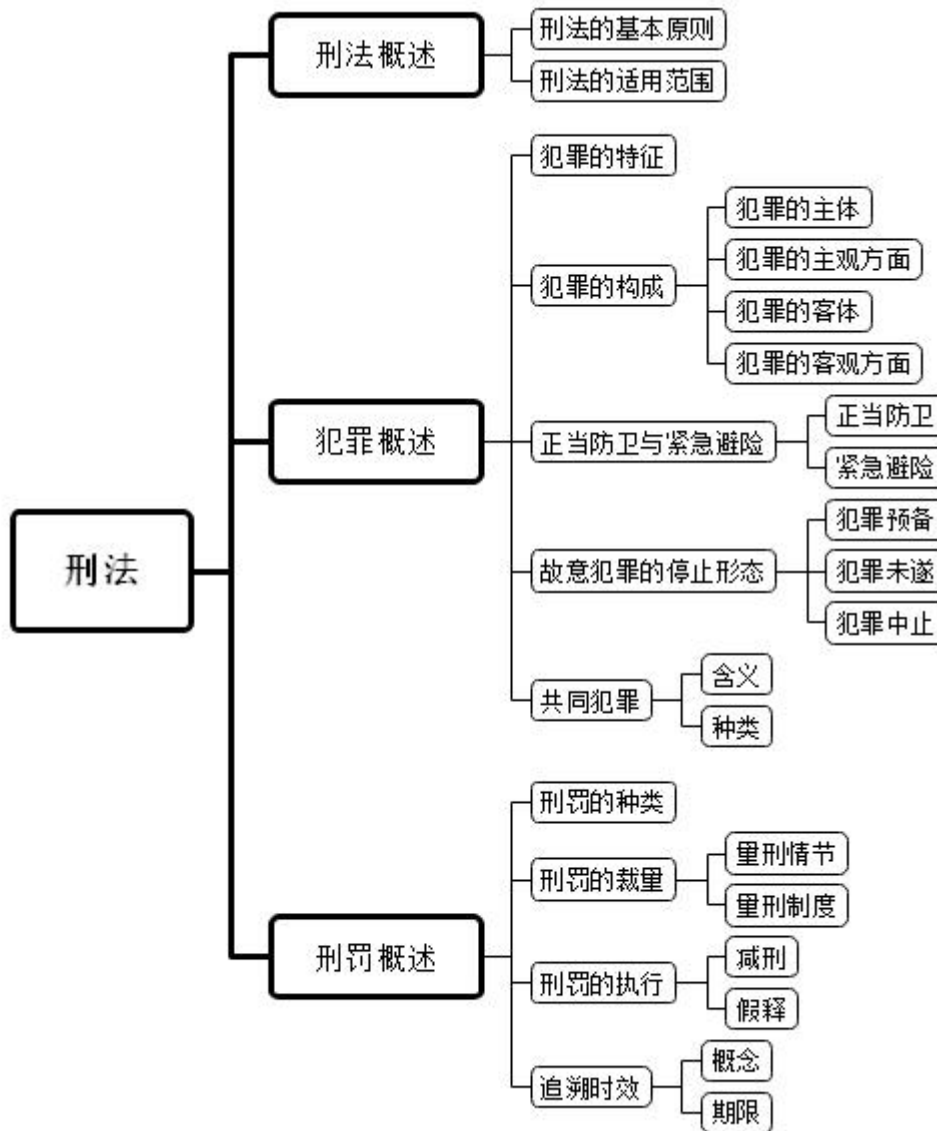 刑法
刑法概述
刑法的基本原则
刑法的适用范围
犯罪概述
犯罪的特征
犯罪的构成
犯罪的主体
犯罪的主观方面
犯罪的客体
犯罪的客观方面
正当防卫与紧急避险
正当防卫
紧急避险
故意犯罪的停止形态
犯罪预备
犯罪未遂
犯罪中止
共同犯罪
含义
种类
刑罚概述
刑罚的种类
刑罚的裁量
量刑情节
量刑制度
刑罚的执行
减刑
假释
追溯时效
概念
期限